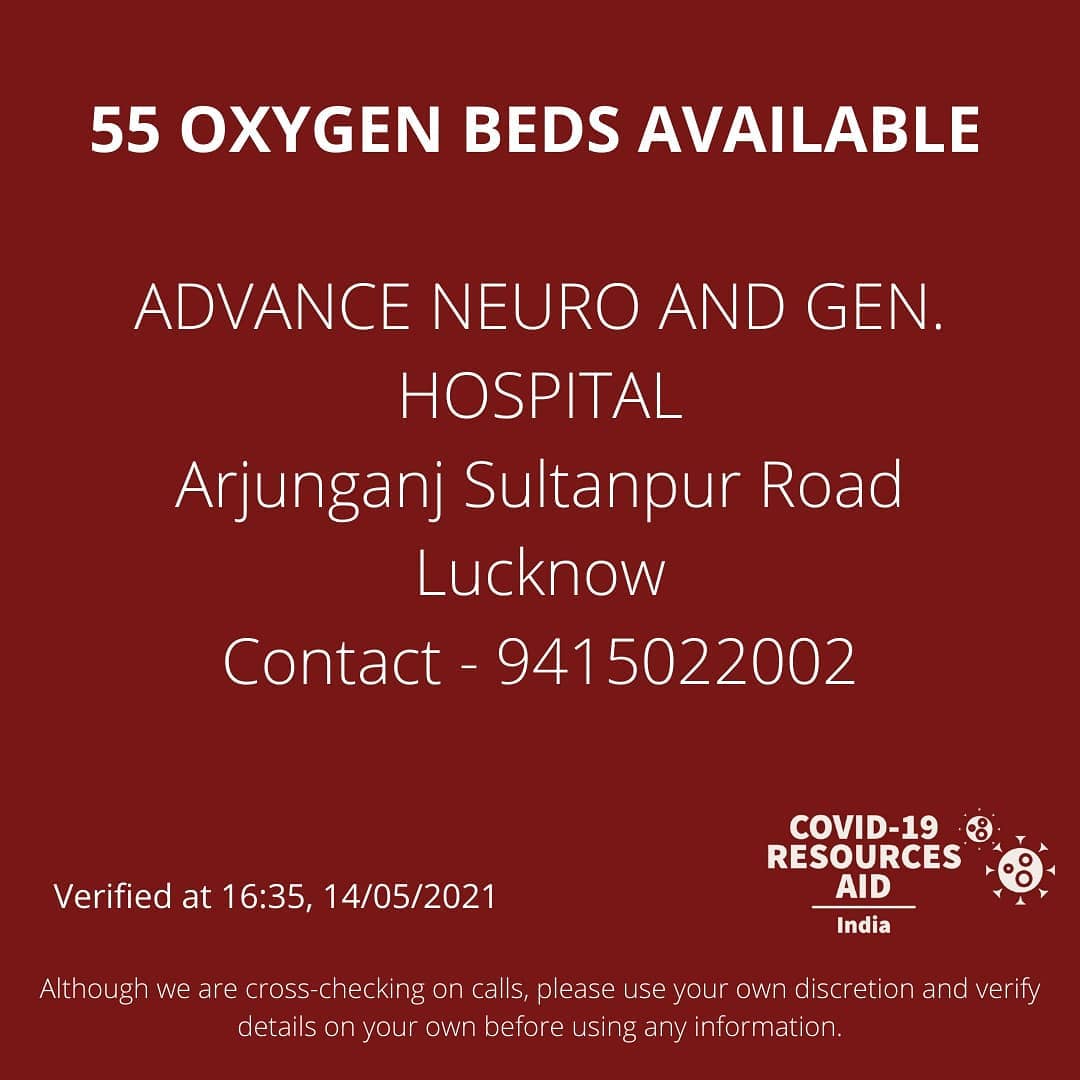 55 OXYGEN BEDS AVAILABLE
ADVANCE NEURO AND GEN.
HOSPITAL
Arjunganj Sultanpur Road
Lucknow
Contact - 9415022002
COVID-19
RESOURCES
AID
India
Verified at 16:35, 14/05/2021
Although we are cross-checking on calls, please use your own discretion and verify
details on your own before using any information.